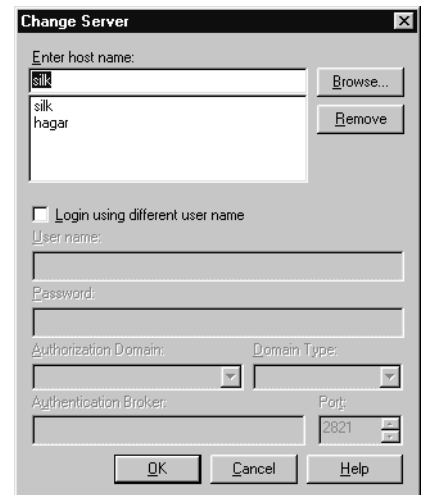 Change Server
Enter host name:
silk
Browse...
silk
hagar
Remove
Login using different user name
User name:
Password:
Authorization Domain:
Domain Type:
Authentication Broker:
Port:
2821
OK
Cancel
Help